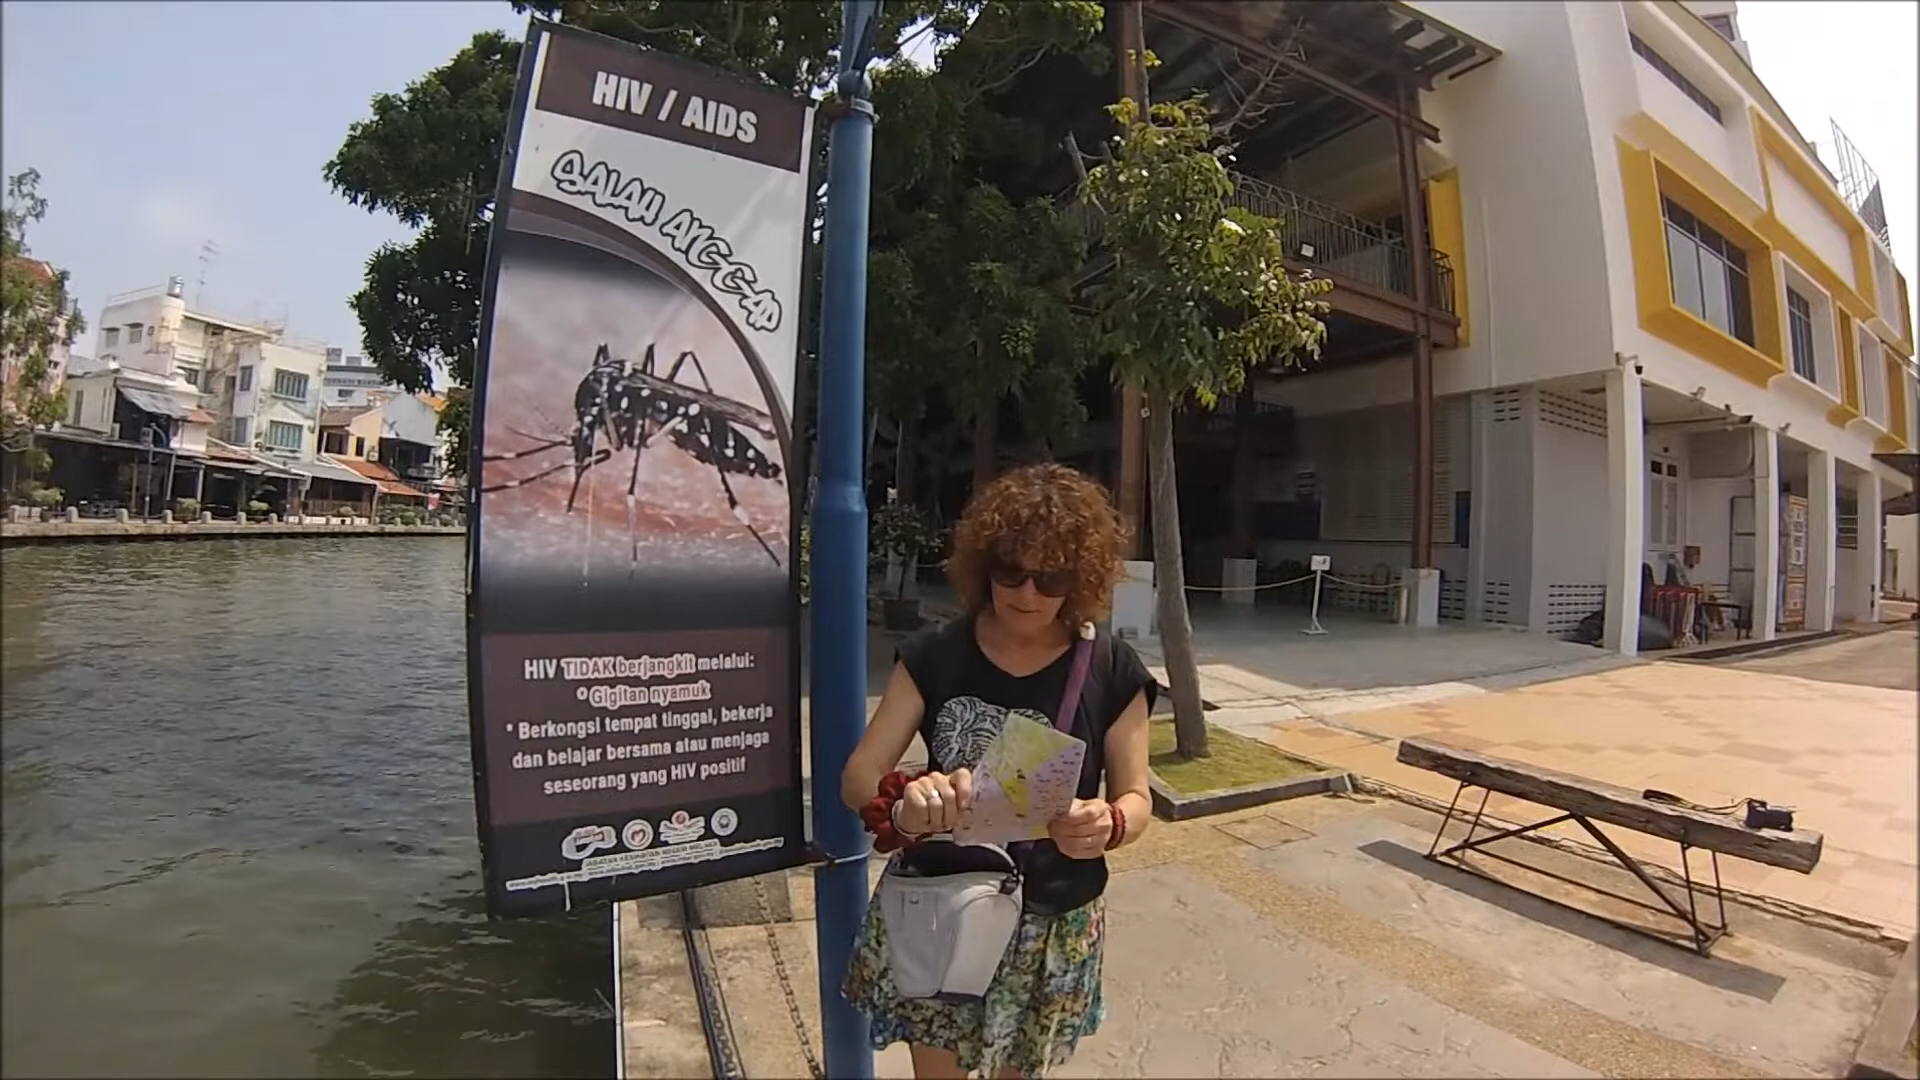 HIV / AIDS
SALAH ANGGAP
HIV TIDAK berjangkit melalui:
° Gigitan nyamuk
* Berkongsi tempat tinggal, bekerja
dan belajar bersama atau menjaga
seseorang yang HIV positif
JABATAN KESIHATAN NEGERI MELAKA